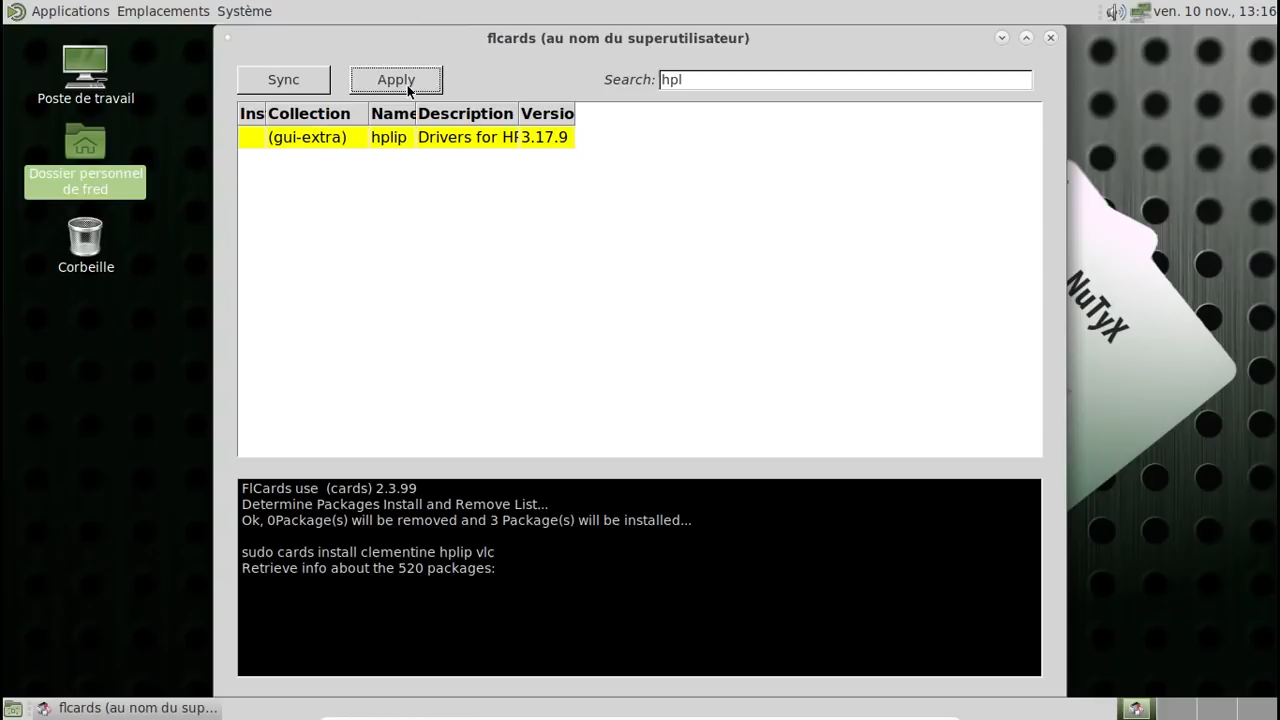 Applications Emplacements Système
ven. 10 nov., 13:16
flcards (au nom du superutilisateur)
Poste de travail
Dossier personnel
de fred
Corbeille
Sync
Apply
Search: hpl
Ins Collection Name Description Versio
(gui-extra) hplip Drivers for HP 3.17.9
NuTyX
FlCards use (cards) 2.3.99
Determine Packages Install and Remove List...
Ok, 0Package(s) will be removed and 3 Package(s) will be installed...
sudo cards install clementine hplip vlc
Retrieve info about the 520 packages:
flcards (au nom du sup...